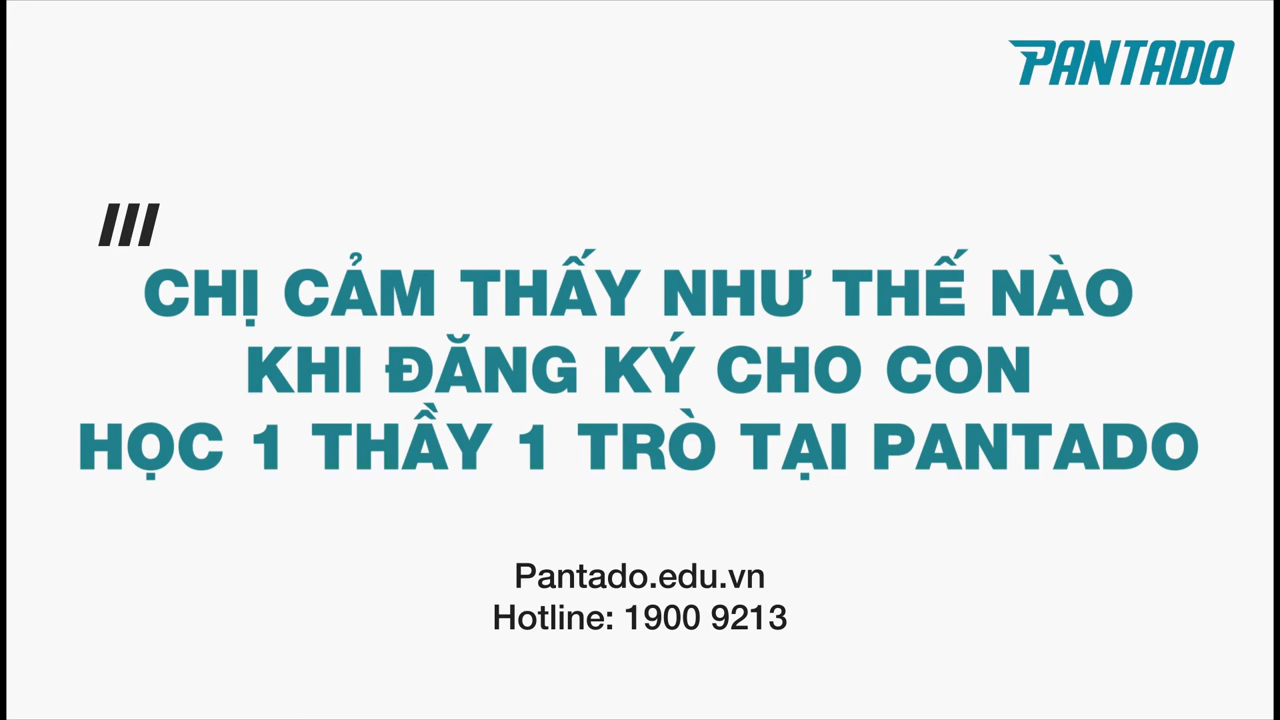 PANTADO
CHỊ CẢM THẤY NHƯ THẾ NÀO
KHI ĐĂNG KÝ CHO CON
HỌC 1 THẦY 1 TRÒ TẠI PANTADO
Pantado.edu.vn
Hotline: 1900 9213